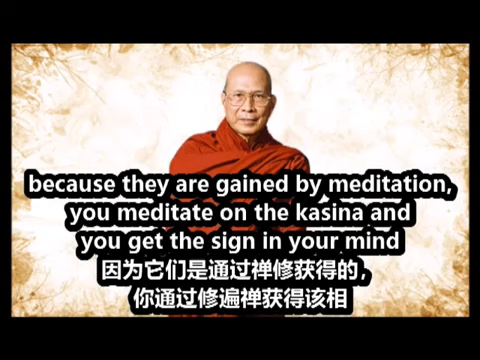 because they are gained by meditation,
you meditate on the kasina and
you get the sign in your mind
因为它们是通过禅修获得的，
你通过修遍禅获得该相